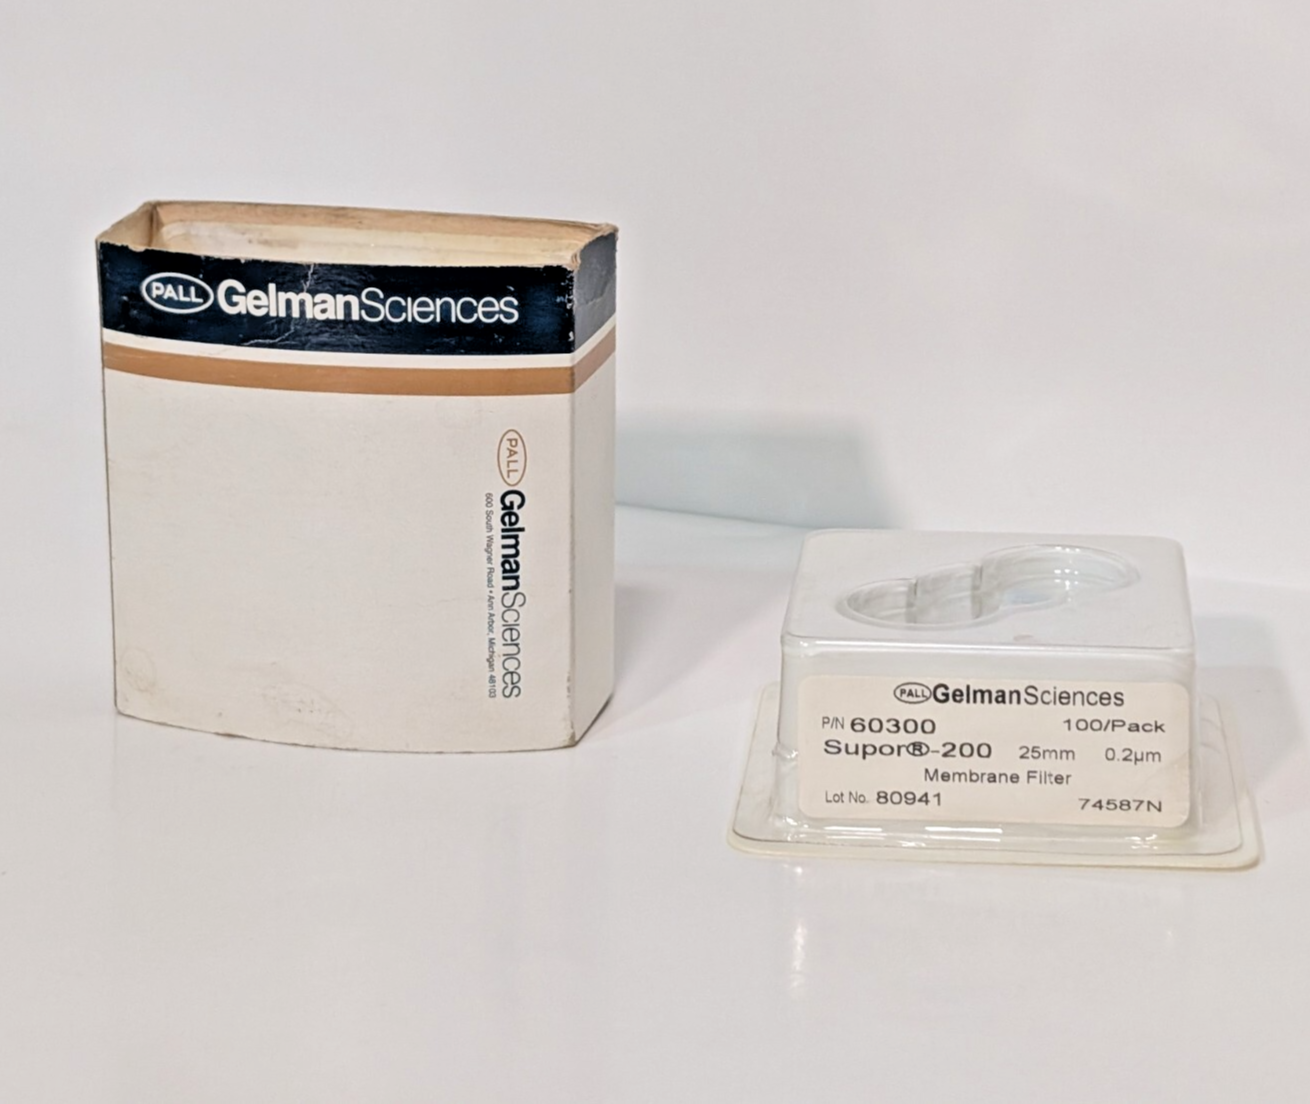 PALL GelmanSciences
PALL GelmanSciences
600 South Wagner Road • Ann Arbor, Michigan 48103
PALL GelmanSciences
P/N 60300 100/Pack
Supor®-200 25mm 0.2µm
Membrane Filter
Lot No. 80941 74587N